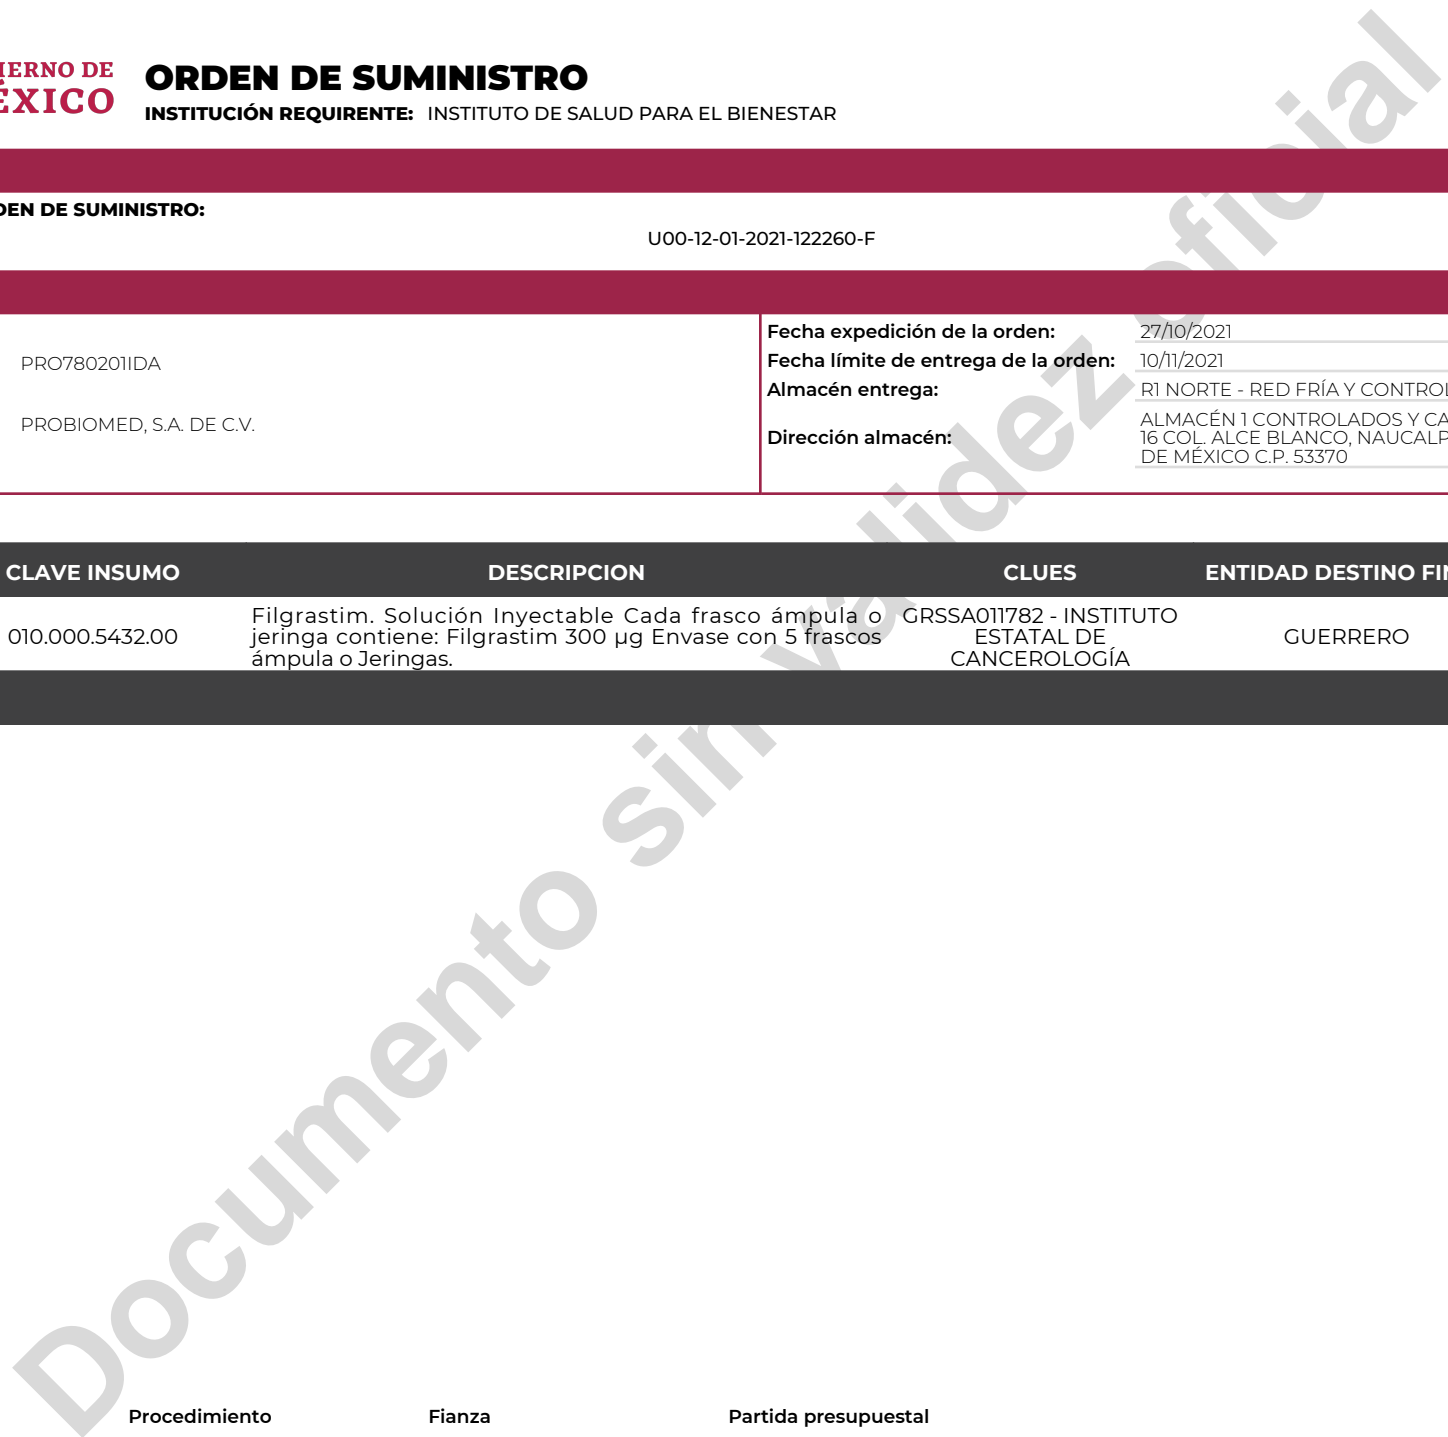 IERNO DE
ÉXICO
ORDEN DE SUMINISTRO
INSTITUCIÓN REQUIRENTE: INSTITUTO DE SALUD PARA EL BIENESTAR
DEN DE SUMINISTRO:
U00-12-01-2021-122260-F
PRO780201IDA
PROBIOMED, S.A. DE C.V.
Fecha expedición de la orden: 27/10/2021
Fecha límite de entrega de la orden: 10/11/2021
Almacén entrega: R1 NORTE - RED FRÍA Y CONTROL
Dirección almacén: ALMACÉN 1 CONTROLADOS Y CA
16 COL. ALCE BLANCO, NAUCALP
DE MÉXICO C.P. 53370
CLAVE INSUMO DESCRIPCION CLUES ENTIDAD DESTINO FIN
010.000.5432.00
Filgrastim. Solución Inyectable Cada frasco ámpula o
jeringa contiene: Filgrastim 300 µg Envase con 5 frascos
ámpula o Jeringas.
GRSSA011782 - INSTITUTO
ESTATAL DE
CANCEROLOGÍA
GUERRERO
Documento sin validez oficial
Procedimiento Fianza Partida presupuestal